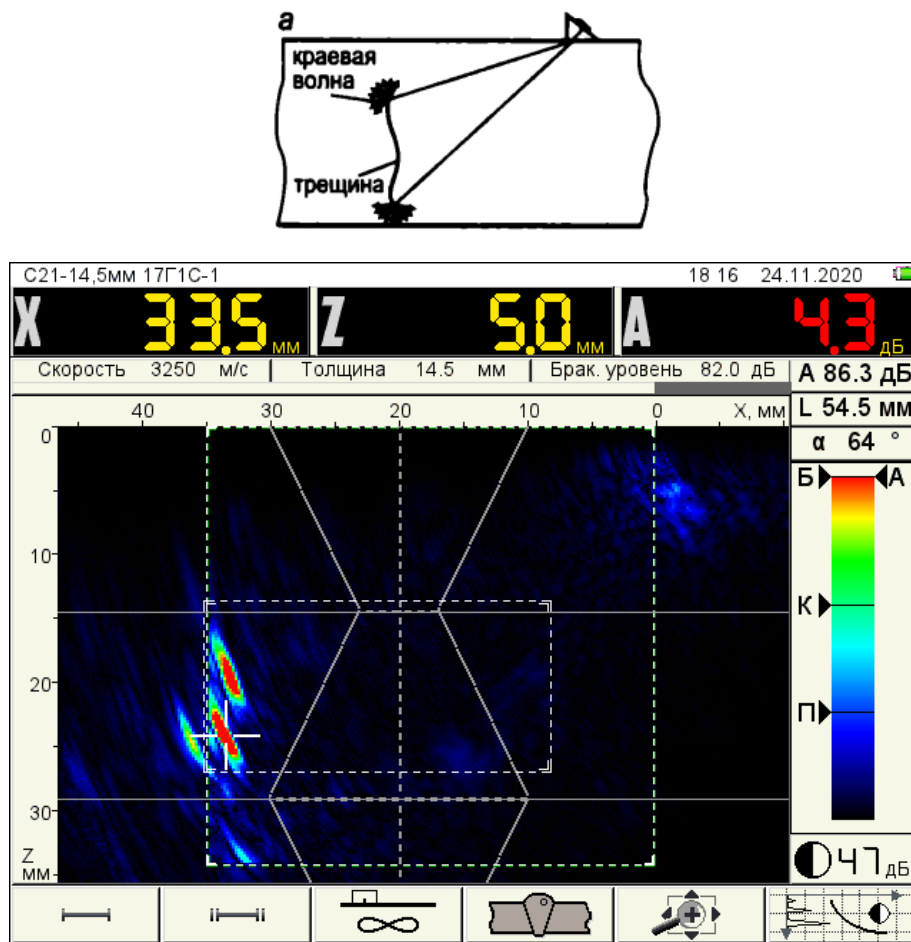 а
краевая
волна
трещина
С21-14,5мм 17Г1С-1 18 16 24.11.2020
X 33.5 мм Z 5.0 мм A 4.3 дБ
Скорость 3250 м/с Толщина 14.5 мм Брак. уровень 82.0 дБ A 86.3 дБ
40 30 20 10 0 X, мм L 54.5 мм
0
α 64 °
Б А
10
К
20
П
30
Z
мм
47 дБ